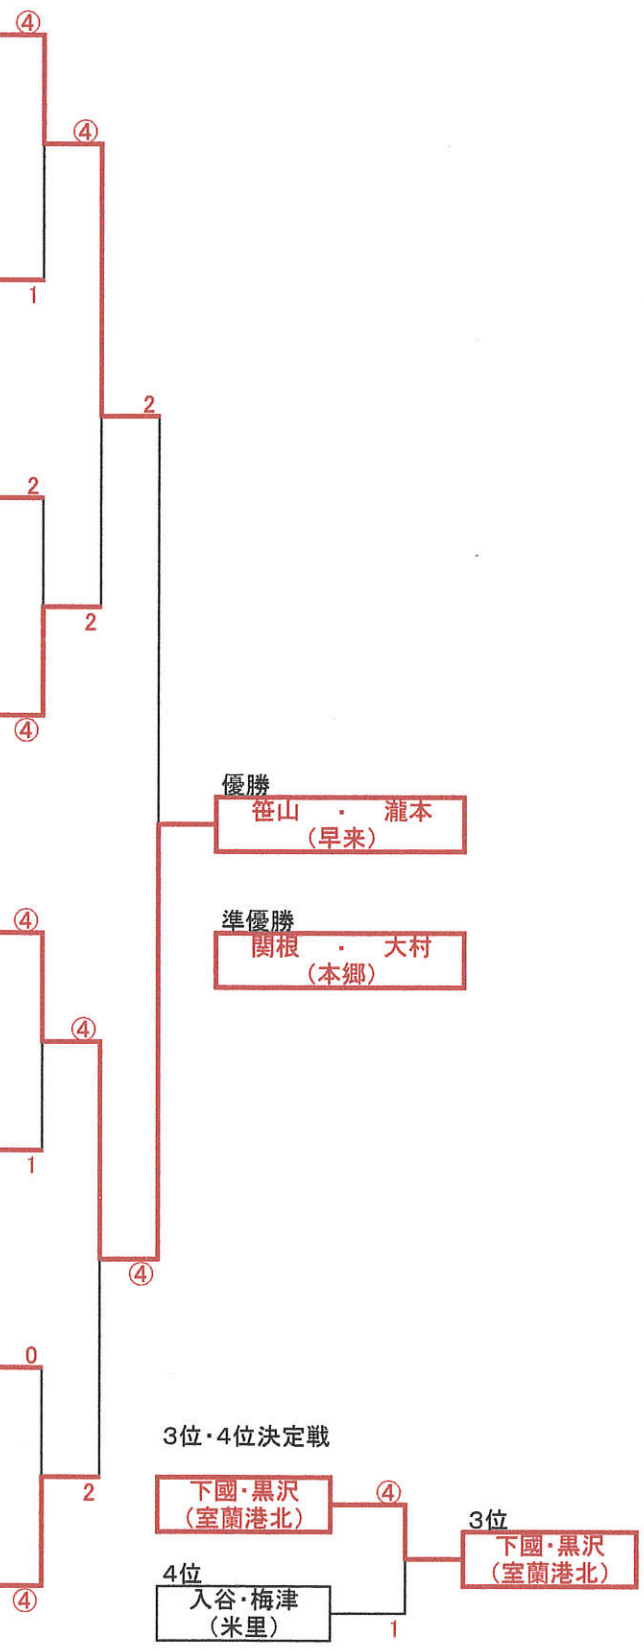 ④
④
1
2
2
2
④
優勝
笹山　・　瀧本
（早来）
準優勝
関根　・　大村
（本郷）
④
④
1
④
0
3位・4位決定戦
2
下國・黒沢
（室蘭港北）
④
3位
下國・黒沢
（室蘭港北）
4位
入谷・梅津
（米里）
④
1